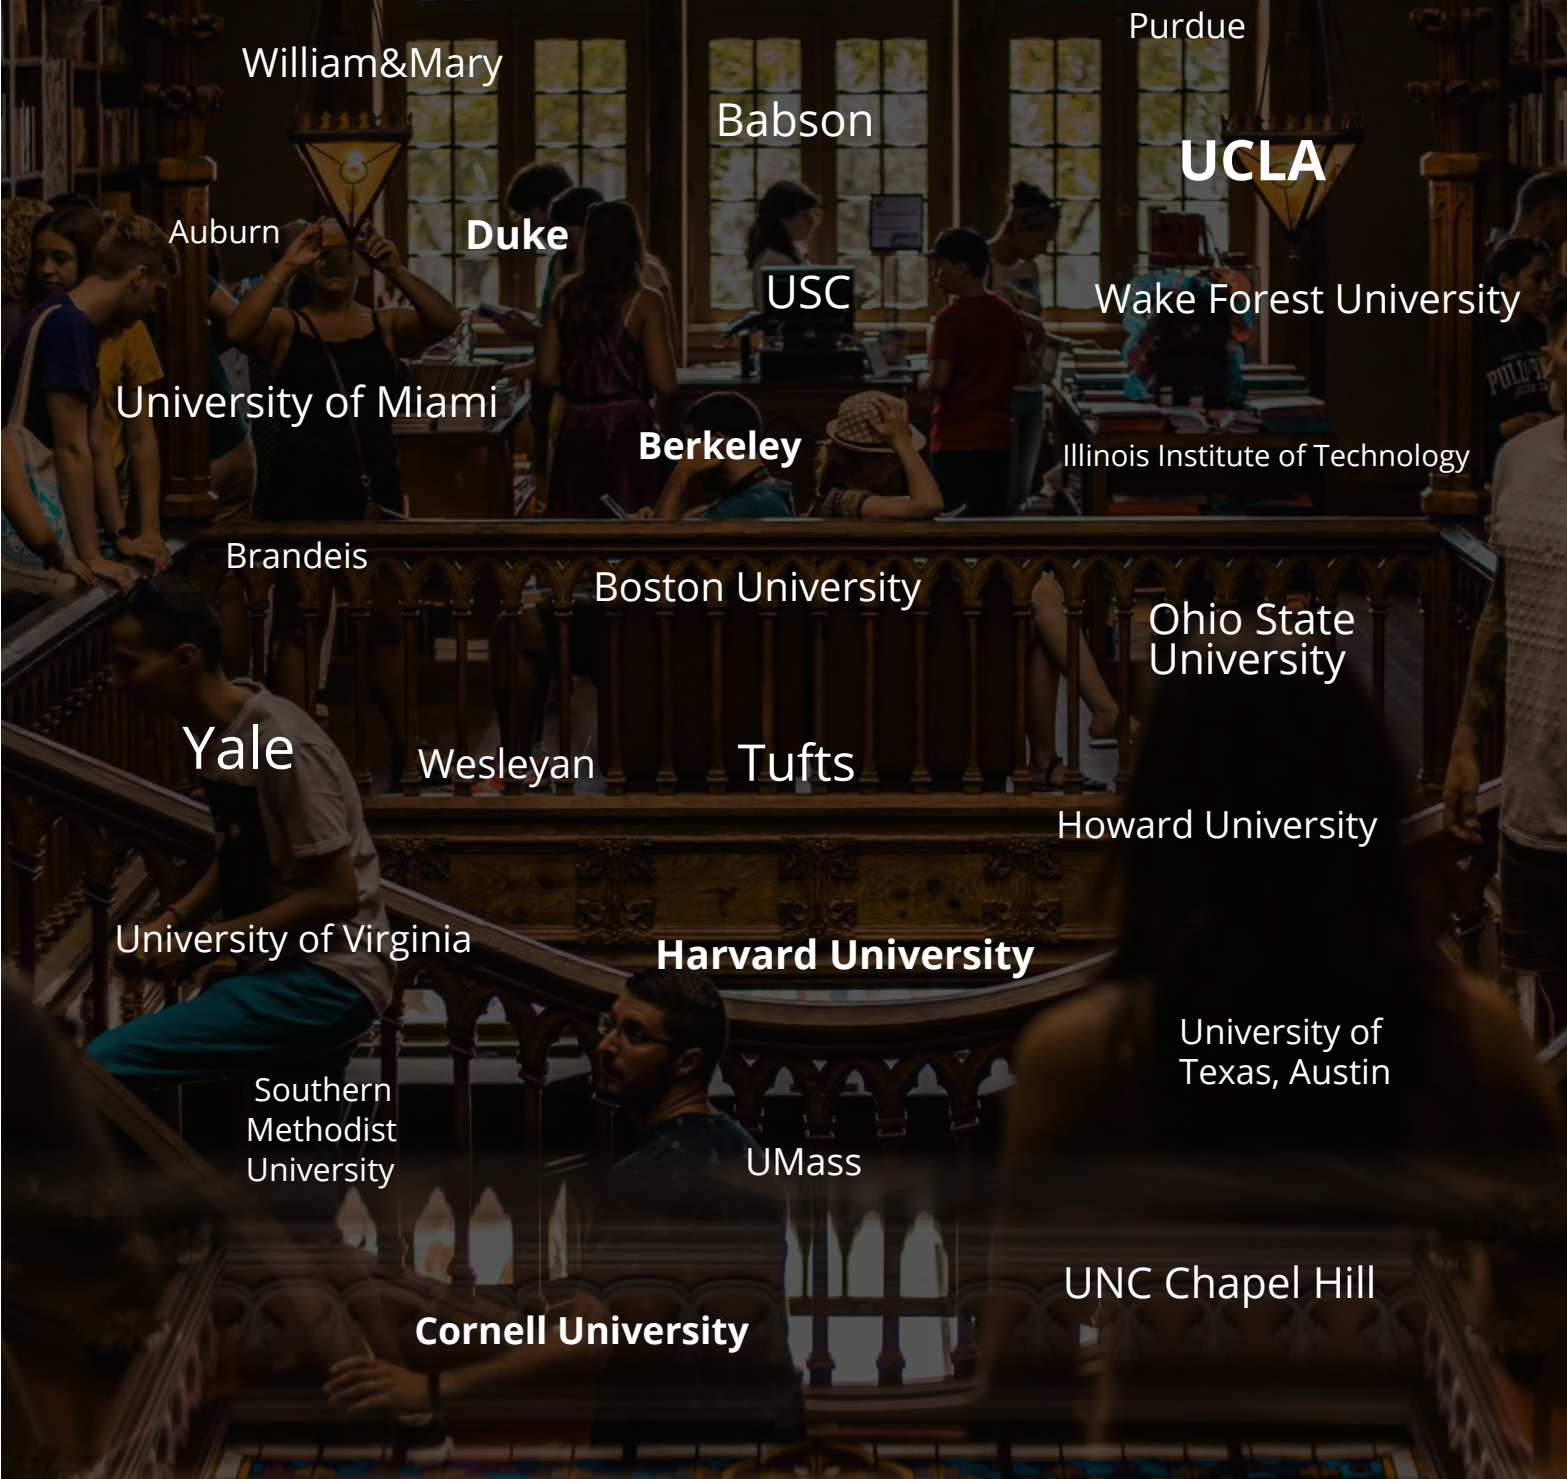 Purdue
William&Mary
Babson
UCLA
Auburn
Duke
USC
Wake Forest University
University of Miami
Berkeley
Illinois Institute of Technology
Brandeis
Boston University
Ohio State
University
Yale
Wesleyan
Tufts
Howard University
University of Virginia
Harvard University
University of
Texas, Austin
Southern
Methodist
University
UMass
UNC Chapel Hill
Cornell University